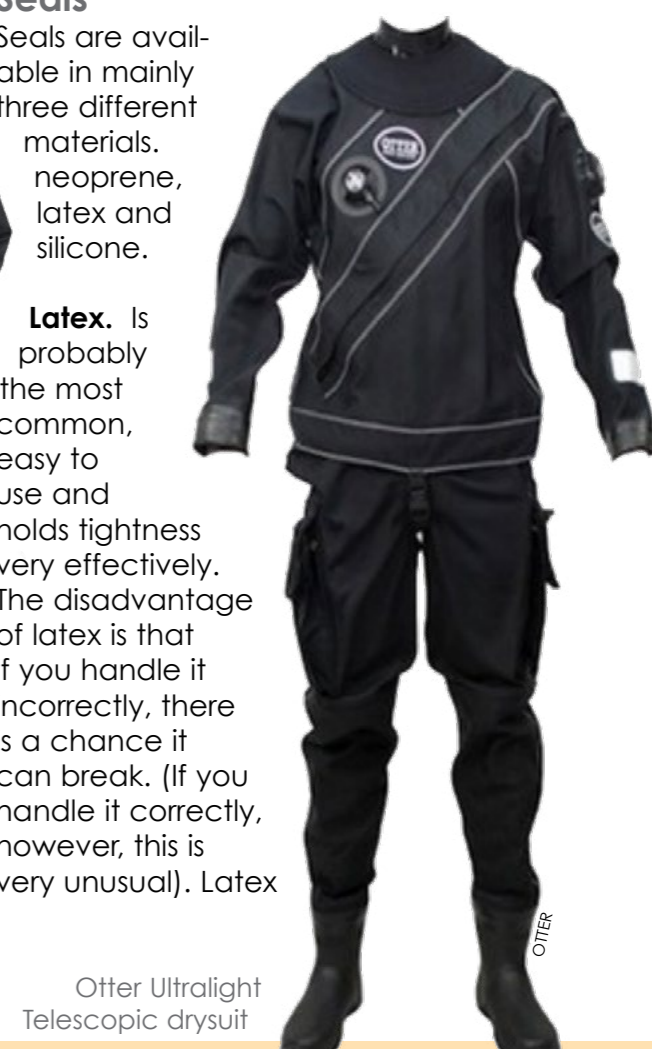 Seals
Seals are avail-
able in mainly
three different
materials.
neoprene,
latex and
silicone.
Latex. Is
probably
the most
common,
easy to
use and
holds tightness
very effectively.
The disadvantage
of latex is that
f you handle it
ncorrectly, there
s a chance it
can break. (If you
handle it correctly,
however, this is
very unusual). Latex
OTTER
OTTER
Otter Ultralight
Telescopic drysuit